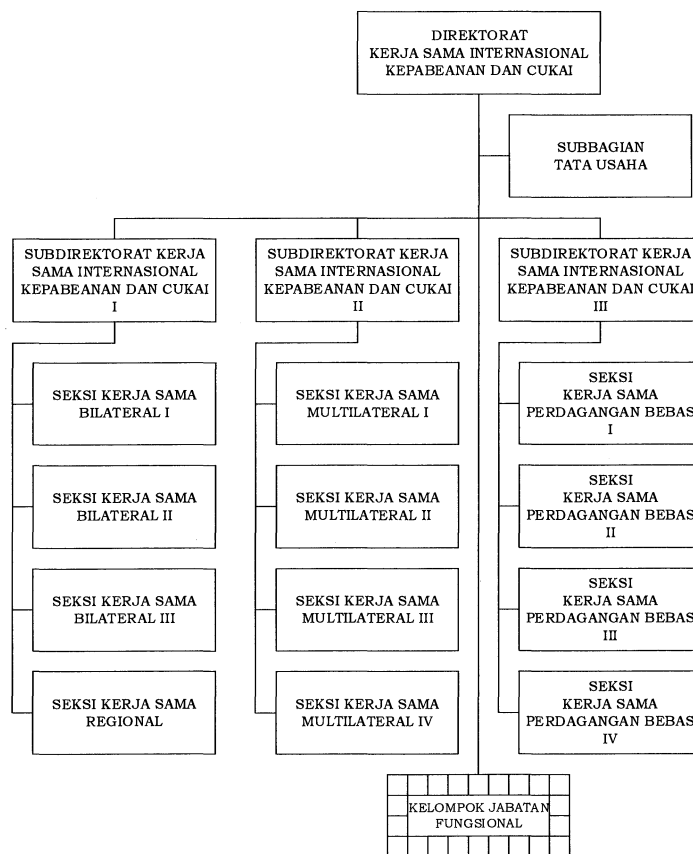 DIREKTORAT
KERJA SAMA INTERNASIONAL
KEPABEANAN DAN CUKAI
SUBBAGIAN
TATA USAHA
SUBDIREKTORAT KERJA
SAMA INTERNASIONAL
KEPABEANAN DAN CUKAI
I
SUBDIREKTORAT KERJA
SAMA INTERNASIONAL
KEPABEANAN DAN CUKAI
II
SUBDIREKTORAT KERJA
SAMA INTERNASIONAL
KEPABEANAN DAN CUKAI
III
SEKSI KERJA SAMA
BILATERAL I
SEKSI KERJA SAMA
BILATERAL II
SEKSI KERJA SAMA
BILATERAL III
SEKSI KERJA SAMA
REGIONAL
SEKSI KERJA SAMA
MULTILATERAL I
SEKSI KERJA SAMA
MULTILATERAL II
SEKSI KERJA SAMA
MULTILATERAL III
SEKSI KERJA SAMA
MULTILATERAL IV
SEKSI
KERJA SAMA
PERDAGANGAN BEBAS
I
SEKSI
KERJA SAMA
PERDAGANGAN BEBAS
II
SEKSI
KERJA SAMA
PERDAGANGAN BEBAS
III
SEKSI
KERJA SAMA
PERDAGANGAN BEBAS
IV
KELOMPOK JABATAN
FUNGSIONAL